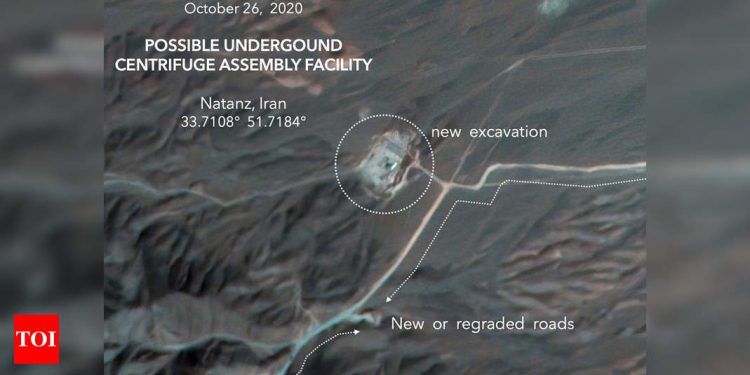 October 26, 2020
POSSIBLE UNDERGOUND
CENTRIFUGE ASSEMBLY FACILITY
Natanz, Iran
33.7108° 51.7184°
new excavation
New or regraded roads
TOI